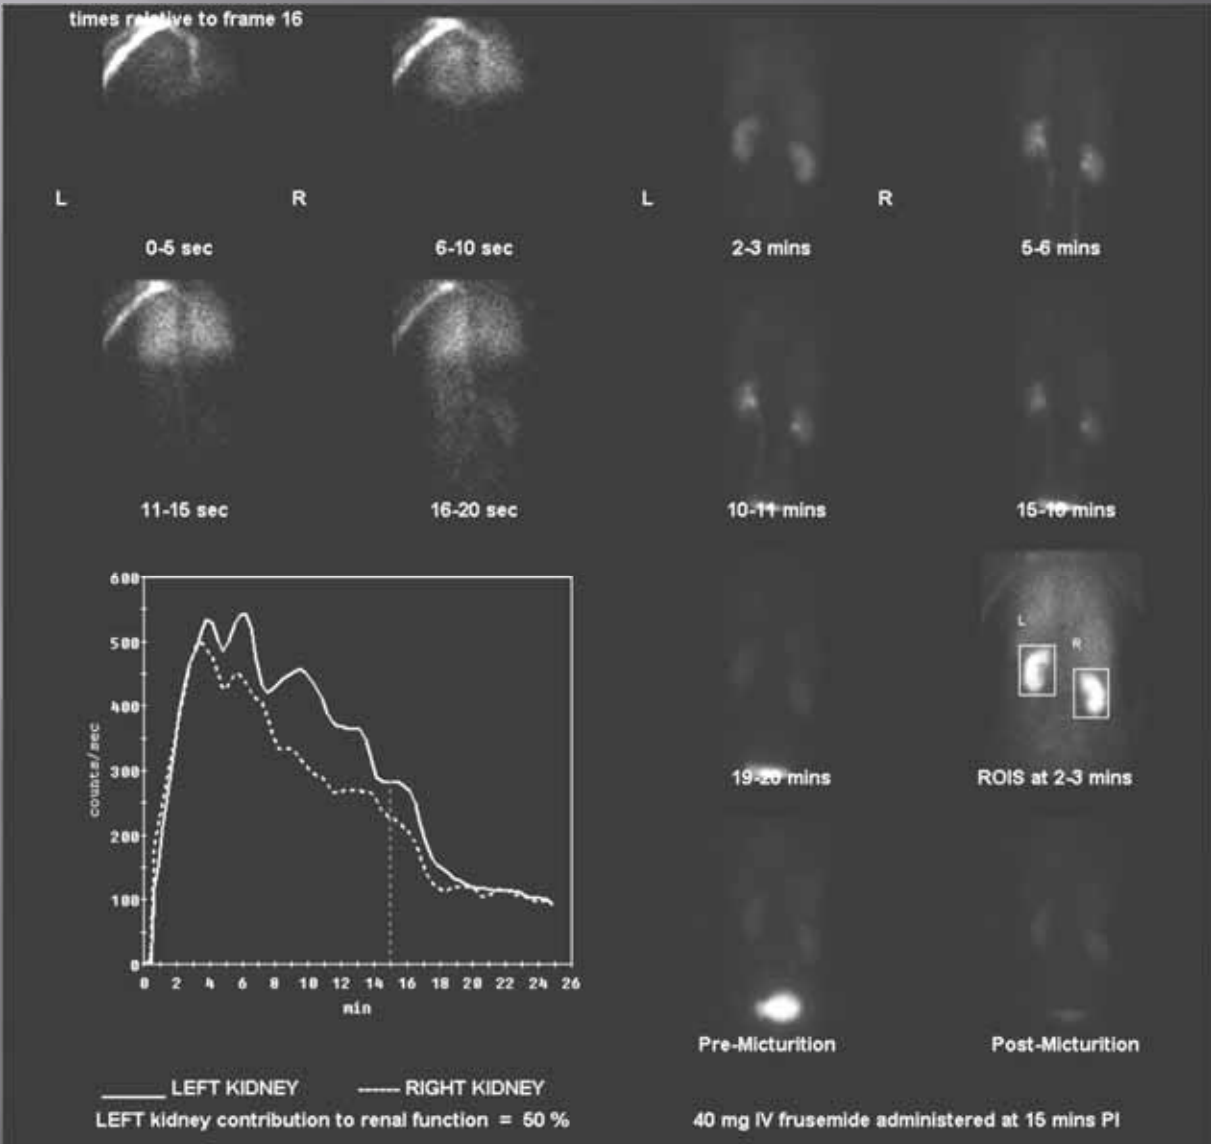 times relative to frame 16
L R L R
0-5 sec 6-10 sec 2-3 mins 5-6 mins
11-15 sec 16-20 sec 10-11 mins 15-16 mins
L
R
19-20 mins ROIS at 2-3 mins
600
500
400
300
200
100
0
counts/sec
0 2 4 6 8 10 12 14 16 18 20 22 24 26
min
Pre-Micturition Post-Micturition
LEFT KIDNEY RIGHT KIDNEY
LEFT kidney contribution to renal function = 50 %
40 mg IV frusemide administered at 15 mins PI